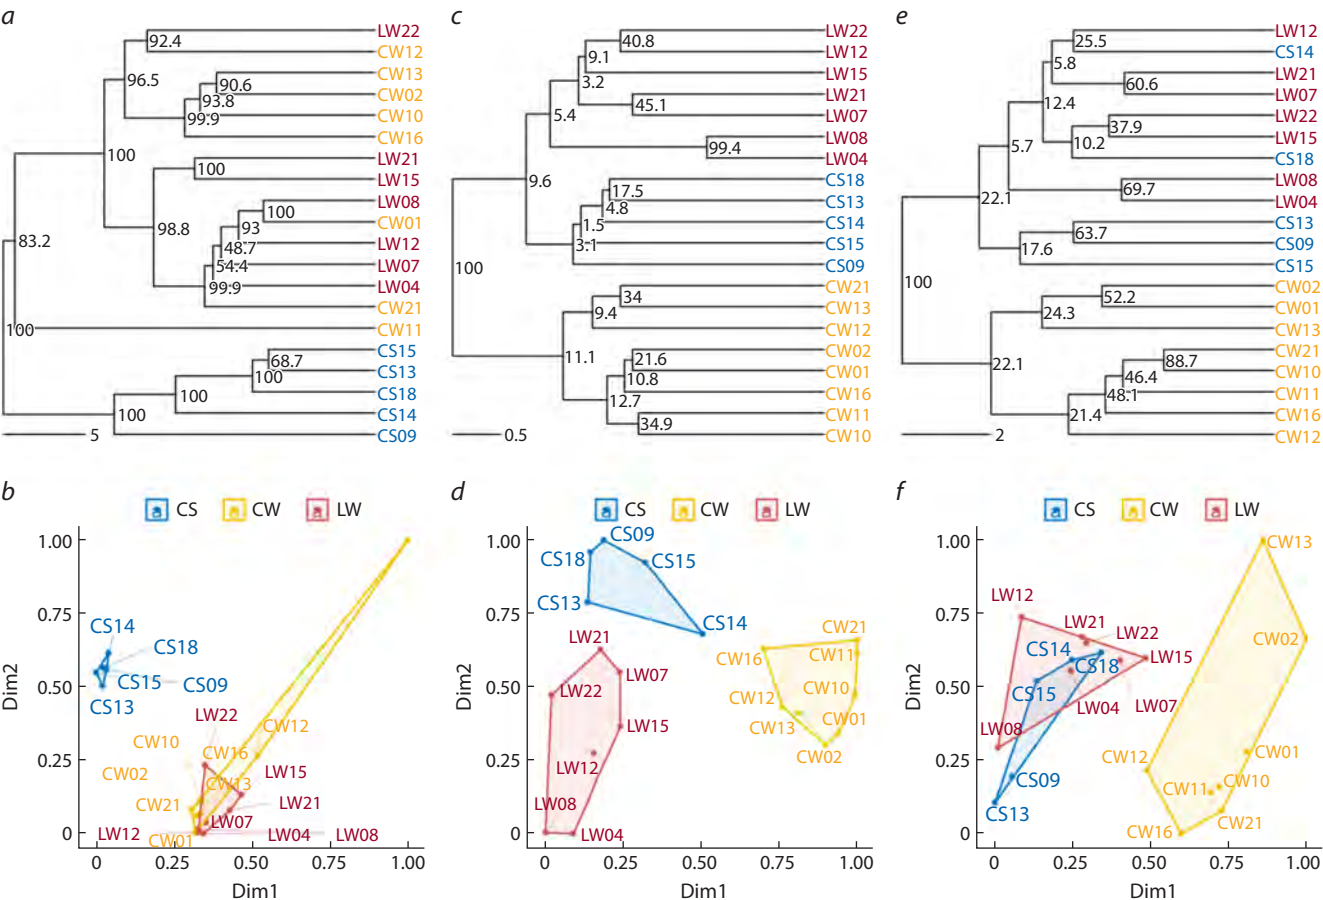 a
LW22
92.4
CW12
CW13
96.5
90.6
CW02
93.8
CW10
99.9
CW16
LW21
100
100
LW15
LW08
100
CW01
98.8
93
83.2
48.7
LW12
54.4
LW07
99.9
LW04
CW21
100
CW11
CS15
68.7
CS13
100
CS18
100
CS14
100
5
CS09
c
LW22
40.8
LW12
9.1
LW15
3.2
LW21
45.1
5.4
LW07
LW08
99.4
LW04
9.6
CS18
17.5
CS13
4.8
CS14
1.5
CS15
3.1
CS09
100
CW21
34
CW13
9.4
CW12
11.1
CW02
21.6
CW01
10.8
CW16
12.7
CW11
34.9
0.5
CW10
e
LW12
25.5
CS14
5.8
LW21
60.6
LW07
12.4
LW22
37.9
LW15
5.7
10.2
CS18
LW08
69.7
22.1
LW04
CS13
63.7
CS09
17.6
CS15
100
CW02
52.2
CW01
24.3
CW13
CW21
88.7
22.1
CW10
46.4
CW11
48.1
CW16
21.4
2
CW12
b
CS CW LW
1.00
0.75
0.50
0.25
0
Dim2
CS14
CS18
CS15
CS09
CS13
LW22
CW12
CW10
CW16
CW02
LW15
CW13
CW21
LW21
LW07
LW12
LW04
LW08
CW01
0 0.25 0.50 0.75 1.00
Dim1
d
CS CW LW
1.00
0.75
0.50
0.25
0
Dim2
CS09
CS18
CS15
CS13
CS14
LW21
CW21
CW16
CW11
LW07
LW22
CW10
CW12
LW15
CW01
CW13
CW02
LW12
LW08
LW04
0 0.25 0.50 0.75 1.00
Dim1
f
CS CW LW
1.00
0.75
0.50
0.25
0
Dim2
CW13
LW12
LW21
LW22
CW02
CS14
LW15
CS18
CS15
LW04
LW07
LW08
CW12
CW01
CS09
CW10
CW11
CS13
CW21
CW16
0 0.25 0.50 0.75 1.00
Dim1